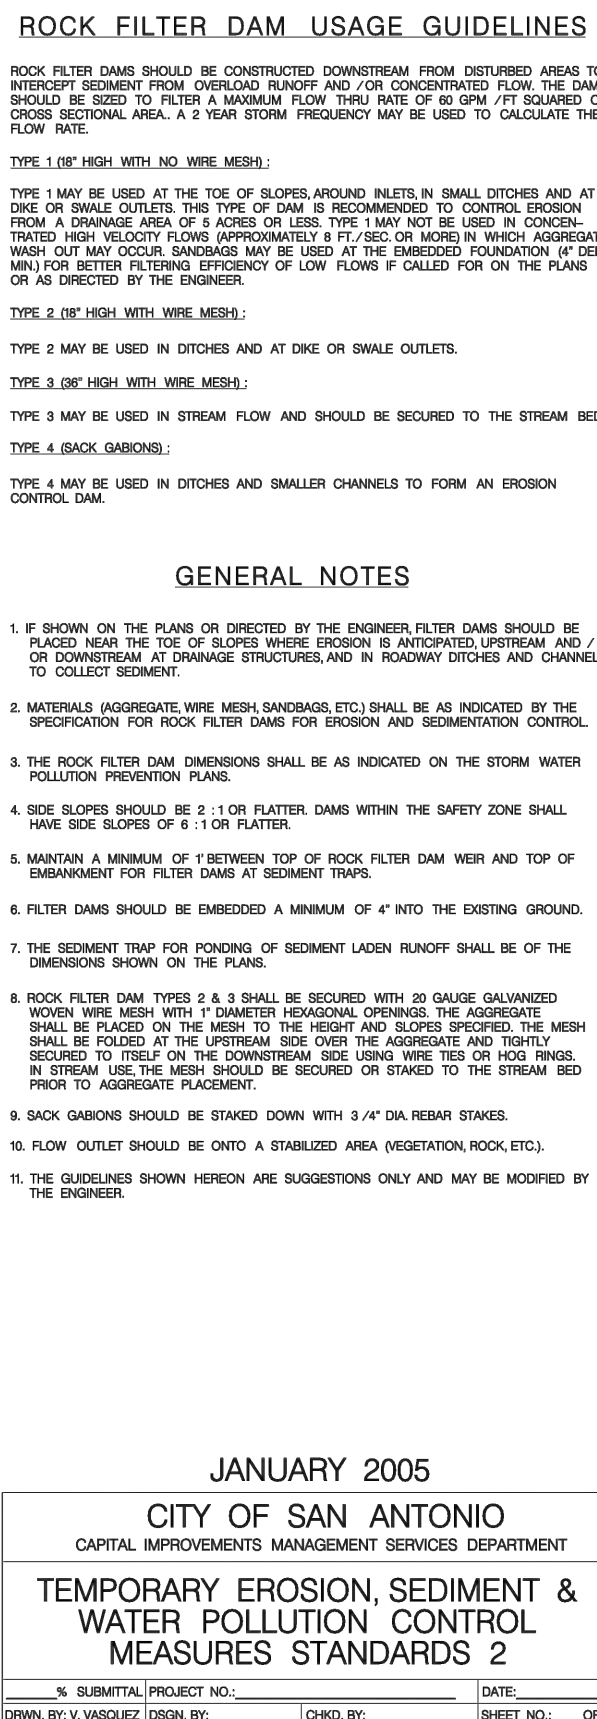 ROCK FILTER DAM USAGE GUIDELINES
ROCK FILTER DAMS SHOULD BE CONSTRUCTED DOWNSTREAM FROM DISTURBED AREAS TO
INTERCEPT SEDIMENT FROM OVERLOAD RUNOFF AND /OR CONCENTRATED FLOW. THE DAM
SHOULD BE SIZED TO FILTER A MAXIMUM FLOW THRU RATE OF 60 GPM /FT SQUARED O
CROSS SECTIONAL AREA.. A 2 YEAR STORM FREQUENCY MAY BE USED TO CALCULATE THE
FLOW RATE.
TYPE 1 (18" HIGH WITH NO WIRE MESH) :
TYPE 1 MAY BE USED AT THE TOE OF SLOPES, AROUND INLETS, IN SMALL DITCHES AND AT
DIKE OR SWALE OUTLETS. THIS TYPE OF DAM IS RECOMMENDED TO CONTROL EROSION
FROM A DRAINAGE AREA OF 5 ACRES OR LESS. TYPE 1 MAY NOT BE USED IN CONCEN-
TRATED HIGH VELOCITY FLOWS (APPROXIMATELY 8 FT./SEC. OR MORE) IN WHICH AGGREGAT
WASH OUT MAY OCCUR. SANDBAGS MAY BE USED AT THE EMBEDDED FOUNDATION (4" DE
MIN.) FOR BETTER FILTERING EFFICIENCY OF LOW FLOWS IF CALLED FOR ON THE PLANS
OR AS DIRECTED BY THE ENGINEER.
TYPE 2 (18" HIGH WITH WIRE MESH) :
TYPE 2 MAY BE USED IN DITCHES AND AT DIKE OR SWALE OUTLETS.
TYPE 3 (36" HIGH WITH WIRE MESH) :
TYPE 3 MAY BE USED IN STREAM FLOW AND SHOULD BE SECURED TO THE STREAM BED
TYPE 4 (SACK GABIONS) :
TYPE 4 MAY BE USED IN DITCHES AND SMALLER CHANNELS TO FORM AN EROSION
CONTROL DAM.
GENERAL NOTES
1. IF SHOWN ON THE PLANS OR DIRECTED BY THE ENGINEER, FILTER DAMS SHOULD BE
PLACED NEAR THE TOE OF SLOPES WHERE EROSION IS ANTICIPATED, UPSTREAM AND /
OR DOWNSTREAM AT DRAINAGE STRUCTURES, AND IN ROADWAY DITCHES AND CHANNEL
TO COLLECT SEDIMENT.
2. MATERIALS (AGGREGATE, WIRE MESH, SANDBAGS, ETC.) SHALL BE AS INDICATED BY THE
SPECIFICATION FOR ROCK FILTER DAMS FOR EROSION AND SEDIMENTATION CONTROL.
3. THE ROCK FILTER DAM DIMENSIONS SHALL BE AS INDICATED ON THE STORM WATER
POLLUTION PREVENTION PLANS.
4. SIDE SLOPES SHOULD BE 2 : 1 OR FLATTER. DAMS WITHIN THE SAFETY ZONE SHALL
HAVE SIDE SLOPES OF 6 : 1 OR FLATTER.
5. MAINTAIN A MINIMUM OF 1' BETWEEN TOP OF ROCK FILTER DAM WEIR AND TOP OF
EMBANKMENT FOR FILTER DAMS AT SEDIMENT TRAPS.
6. FILTER DAMS SHOULD BE EMBEDDED A MINIMUM OF 4" INTO THE EXISTING GROUND.
7. THE SEDIMENT TRAP FOR PONDING OF SEDIMENT LADEN RUNOFF SHALL BE OF THE
DIMENSIONS SHOWN ON THE PLANS.
8. ROCK FILTER DAM TYPES 2 & 3 SHALL BE SECURED WITH 20 GAUGE GALVANIZED
WOVEN WIRE MESH WITH 1" DIAMETER HEXAGONAL OPENINGS. THE AGGREGATE
SHALL BE PLACED ON THE MESH TO THE HEIGHT AND SLOPES SPECIFIED. THE MESH
SHALL BE FOLDED AT THE UPSTREAM SIDE OVER THE AGGREGATE AND TIGHTLY
SECURED TO ITSELF ON THE DOWNSTREAM SIDE USING WIRE TIES OR HOG RINGS.
IN STREAM USE, THE MESH SHOULD BE SECURED OR STAKED TO THE STREAM BED
PRIOR TO AGGREGATE PLACEMENT.
9. SACK GABIONS SHOULD BE STAKED DOWN WITH 3 /4" DIA. REBAR STAKES.
10. FLOW OUTLET SHOULD BE ONTO A STABILIZED AREA (VEGETATION, ROCK, ETC.).
11. THE GUIDELINES SHOWN HEREON ARE SUGGESTIONS ONLY AND MAY BE MODIFIED BY
THE ENGINEER.
JANUARY 2005
CITY OF SAN ANTONIO
CAPITAL IMPROVEMENTS MANAGEMENT SERVICES DEPARTMENT
TEMPORARY EROSION, SEDIMENT &
WATER POLLUTION CONTROL
MEASURES STANDARDS 2
______% SUBMITTAL PROJECT NO.:____________ DATE:________
DRWN. BY: V. VASQUEZ DSGN. BY: CHKD. BY: SHEET NO.: OF